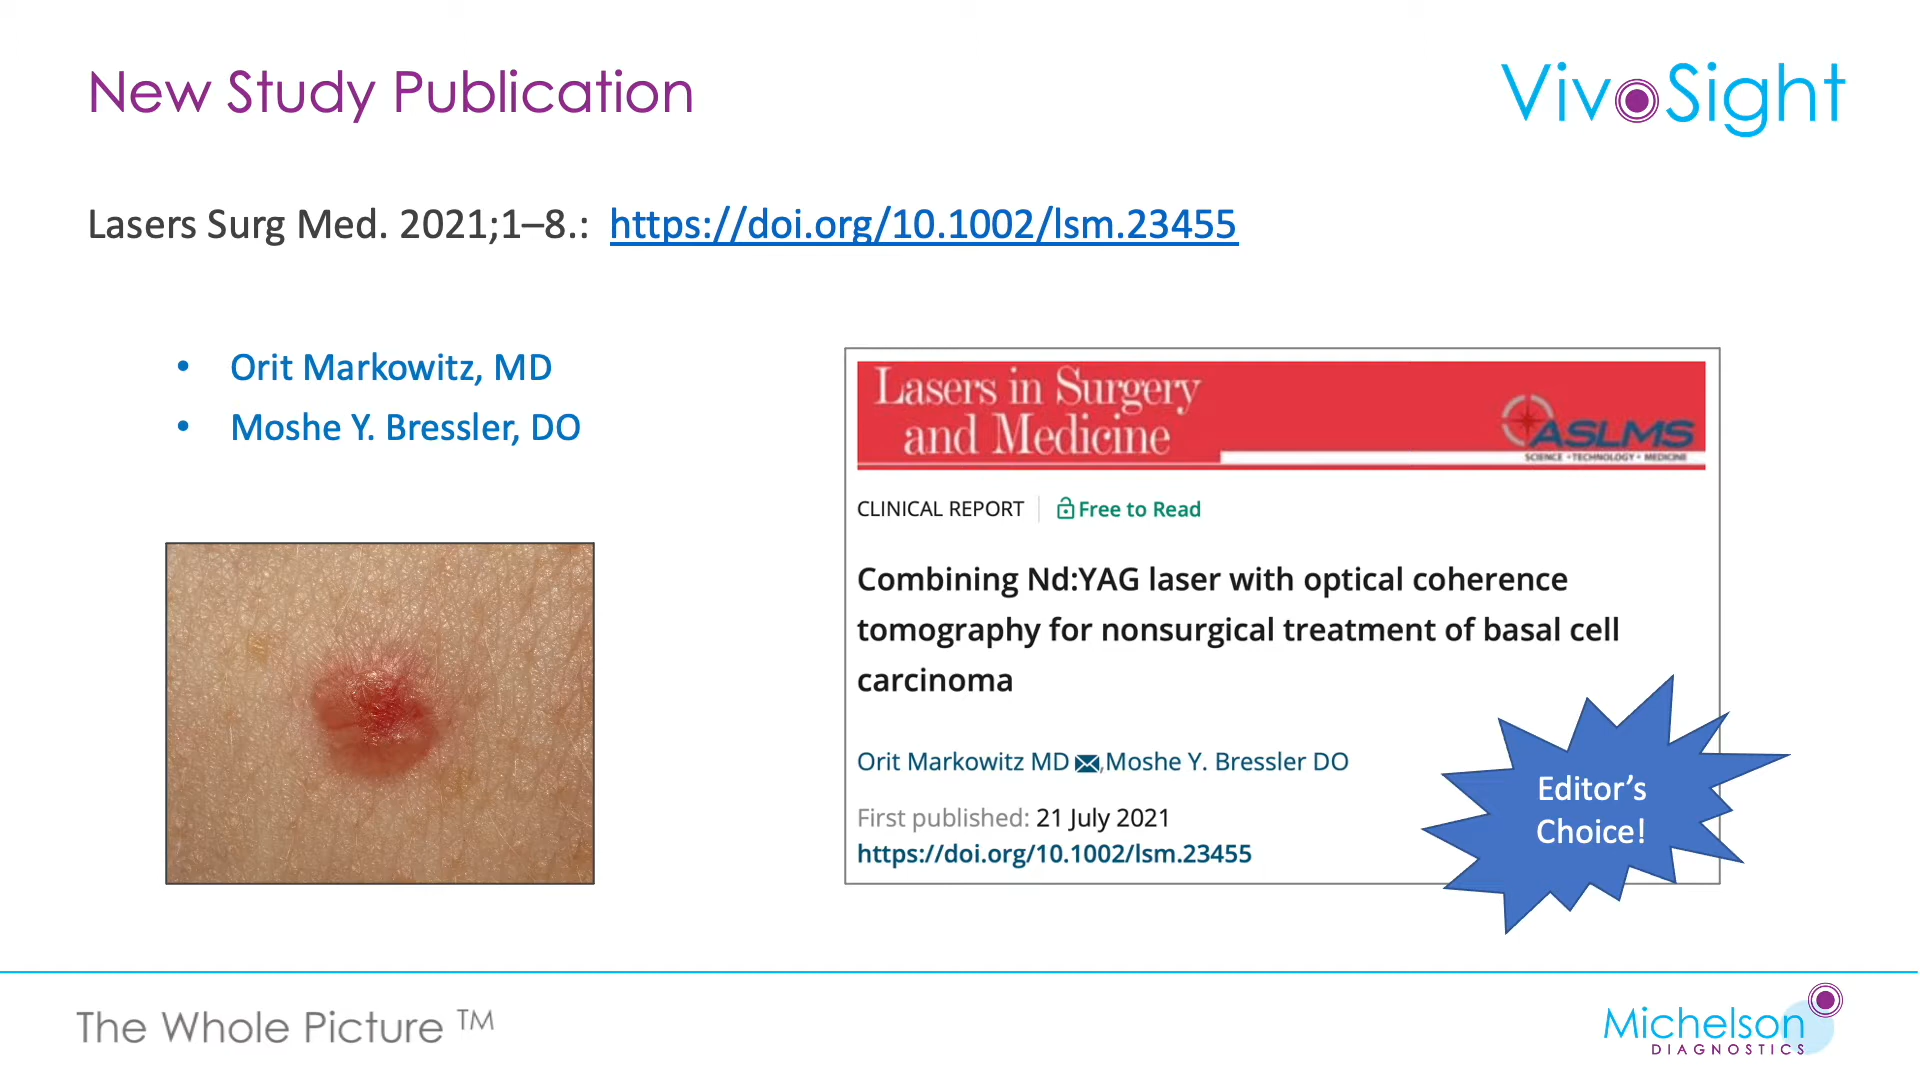 New Study Publication
VivoSight
Lasers Surg Med. 2021;1–8.: https://doi.org/10.1002/lsm.23455
• Orit Markowitz, MD
• Moshe Y. Bressler, DO
Lasers in Surgery
and Medicine
ASLMS
SCIENCE • TECHNOLOGY • MEDICINE
CLINICAL REPORT
Free to Read
Combining Nd:YAG laser with optical coherence
tomography for nonsurgical treatment of basal cell
carcinoma
Orit Markowitz MD, Moshe Y. Bressler DO
First published: 21 July 2021
https://doi.org/10.1002/lsm.23455
Editor’s
Choice!
The Whole Picture TM
Michelson
DIAGNOSTICS